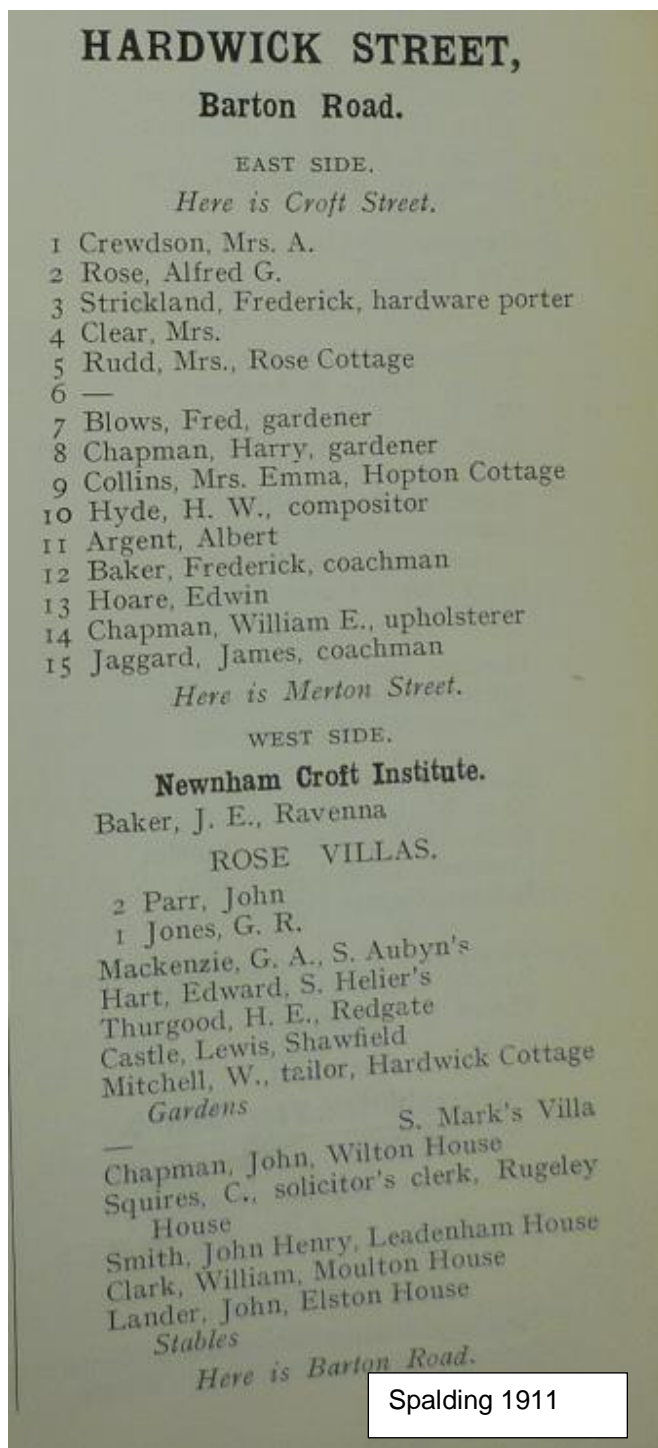 HARDWICK STREET,
Barton Road.
EAST SIDE.
Here is Croft Street.
1 Crewdson, Mrs. A.
2 Rose, Alfred G.
3 Strickland, Frederick, hardware porter
4 Clear, Mrs.
5 Rudd, Mrs., Rose Cottage
6 —
7 Blows, Fred, gardener
8 Chapman, Harry, gardener
9 Collins, Mrs. Emma, Hopton Cottage
10 Hyde, H. W., compositor
11 Argent, Albert
12 Baker, Frederick, coachman
13 Hoare, Edwin
14 Chapman, William E., upholsterer
15 Jaggard, James, coachman
Here is Merton Street.
WEST SIDE.
Newnham Croft Institute.
Baker, J. E., Ravenna
ROSE VILLAS.
2 Parr, John
1 Jones, G. R.
Mackenzie, G. A., S. Aubyn's
Hart, Edward, S. Helier's
Thurgood, H. E., Redgate
Castle, Lewis, Shawfield
Mitchell, W., tailor, Hardwick Cottage
Gardens
— S. Mark's Villa
Chapman, John, Wilton House
Squires, C., solicitor's clerk, Rugeley
House
Smith, John Henry, Leadenham House
Clark, William, Moulton House
Lander, John, Elston House
Stables
Here is Barton Road.
Spalding 1911